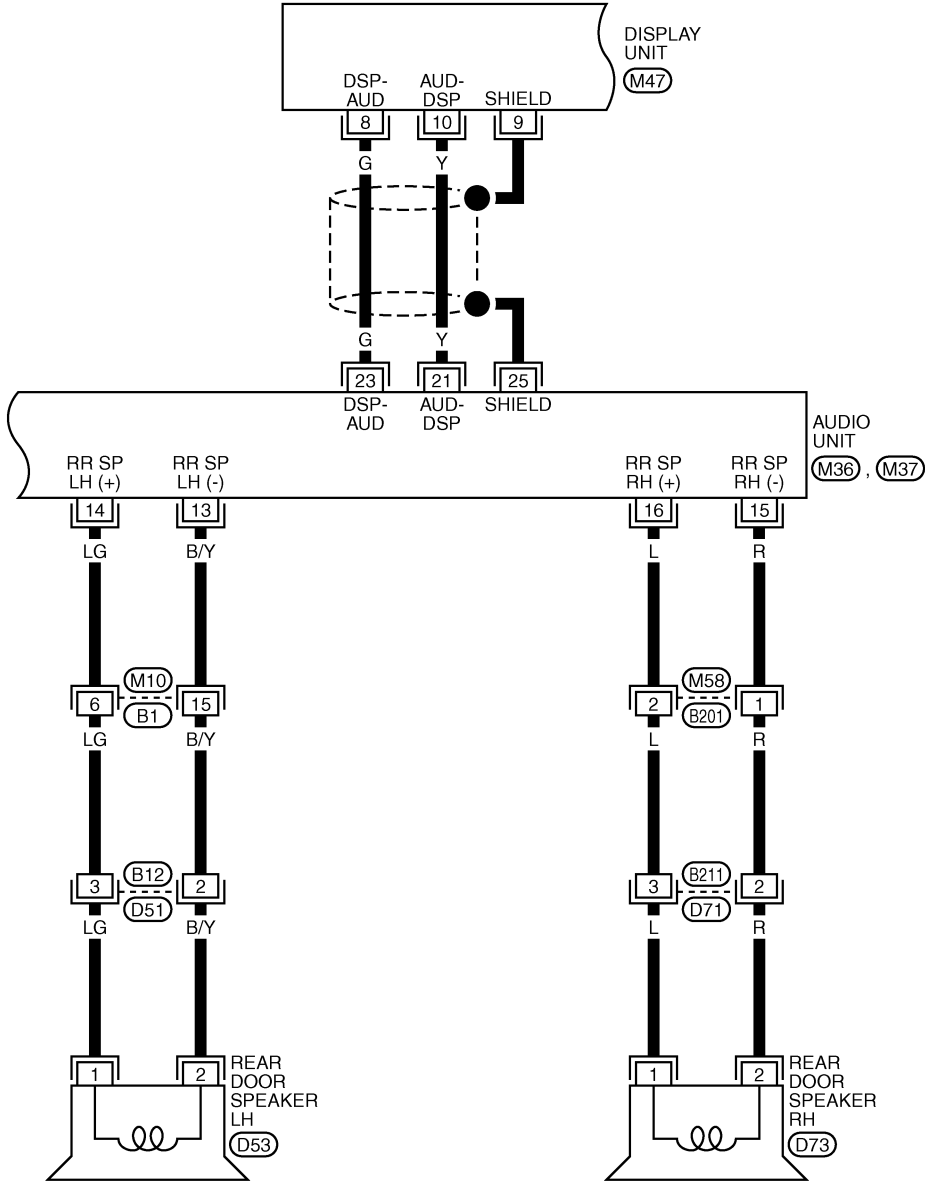 DISPLAY
UNIT
M47
DSP-
AUD
AUD-
DSP
SHIELD
8
10
9
G
Y
G
Y
23
21
25
DSP-
AUD
AUD-
DSP
SHIELD
AUDIO
UNIT
M36 , M37
RR SP
LH (+)
RR SP
LH (-)
RR SP
RH (+)
RR SP
RH (-)
14
13
16
15
LG
B/Y
L
R
M10
M58
6
15
2
1
B1
B201
LG
B/Y
L
R
B12
B211
3
2
3
2
D51
D71
LG
B/Y
L
R
1
2
REAR
DOOR
SPEAKER
LH
D53
1
2
REAR
DOOR
SPEAKER
RH
D73